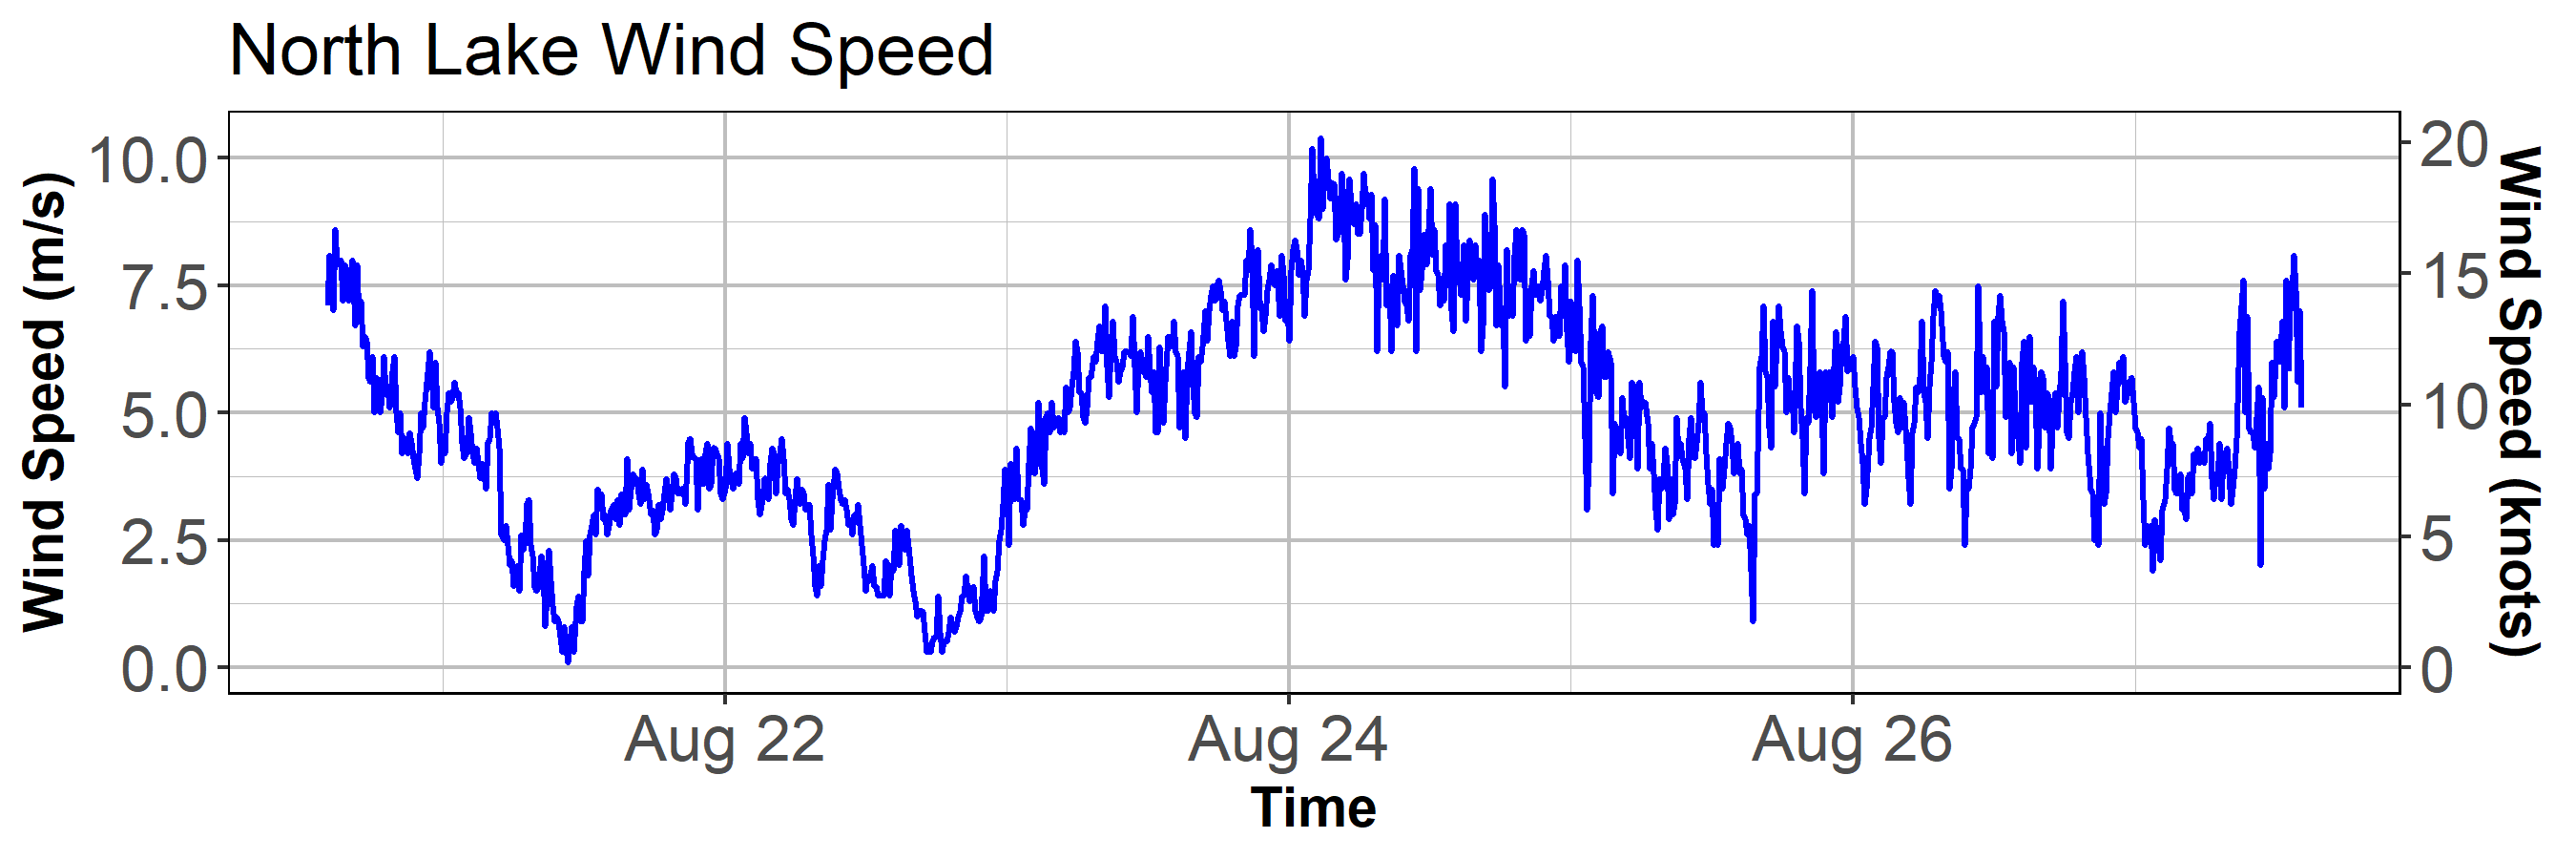 North Lake Wind Speed
Wind Speed (m/s)
10.0
7.5
5.0
2.5
0.0
20
15
10
5
0
Wind Speed (knots)
Aug 22
Aug 24
Aug 26
Time